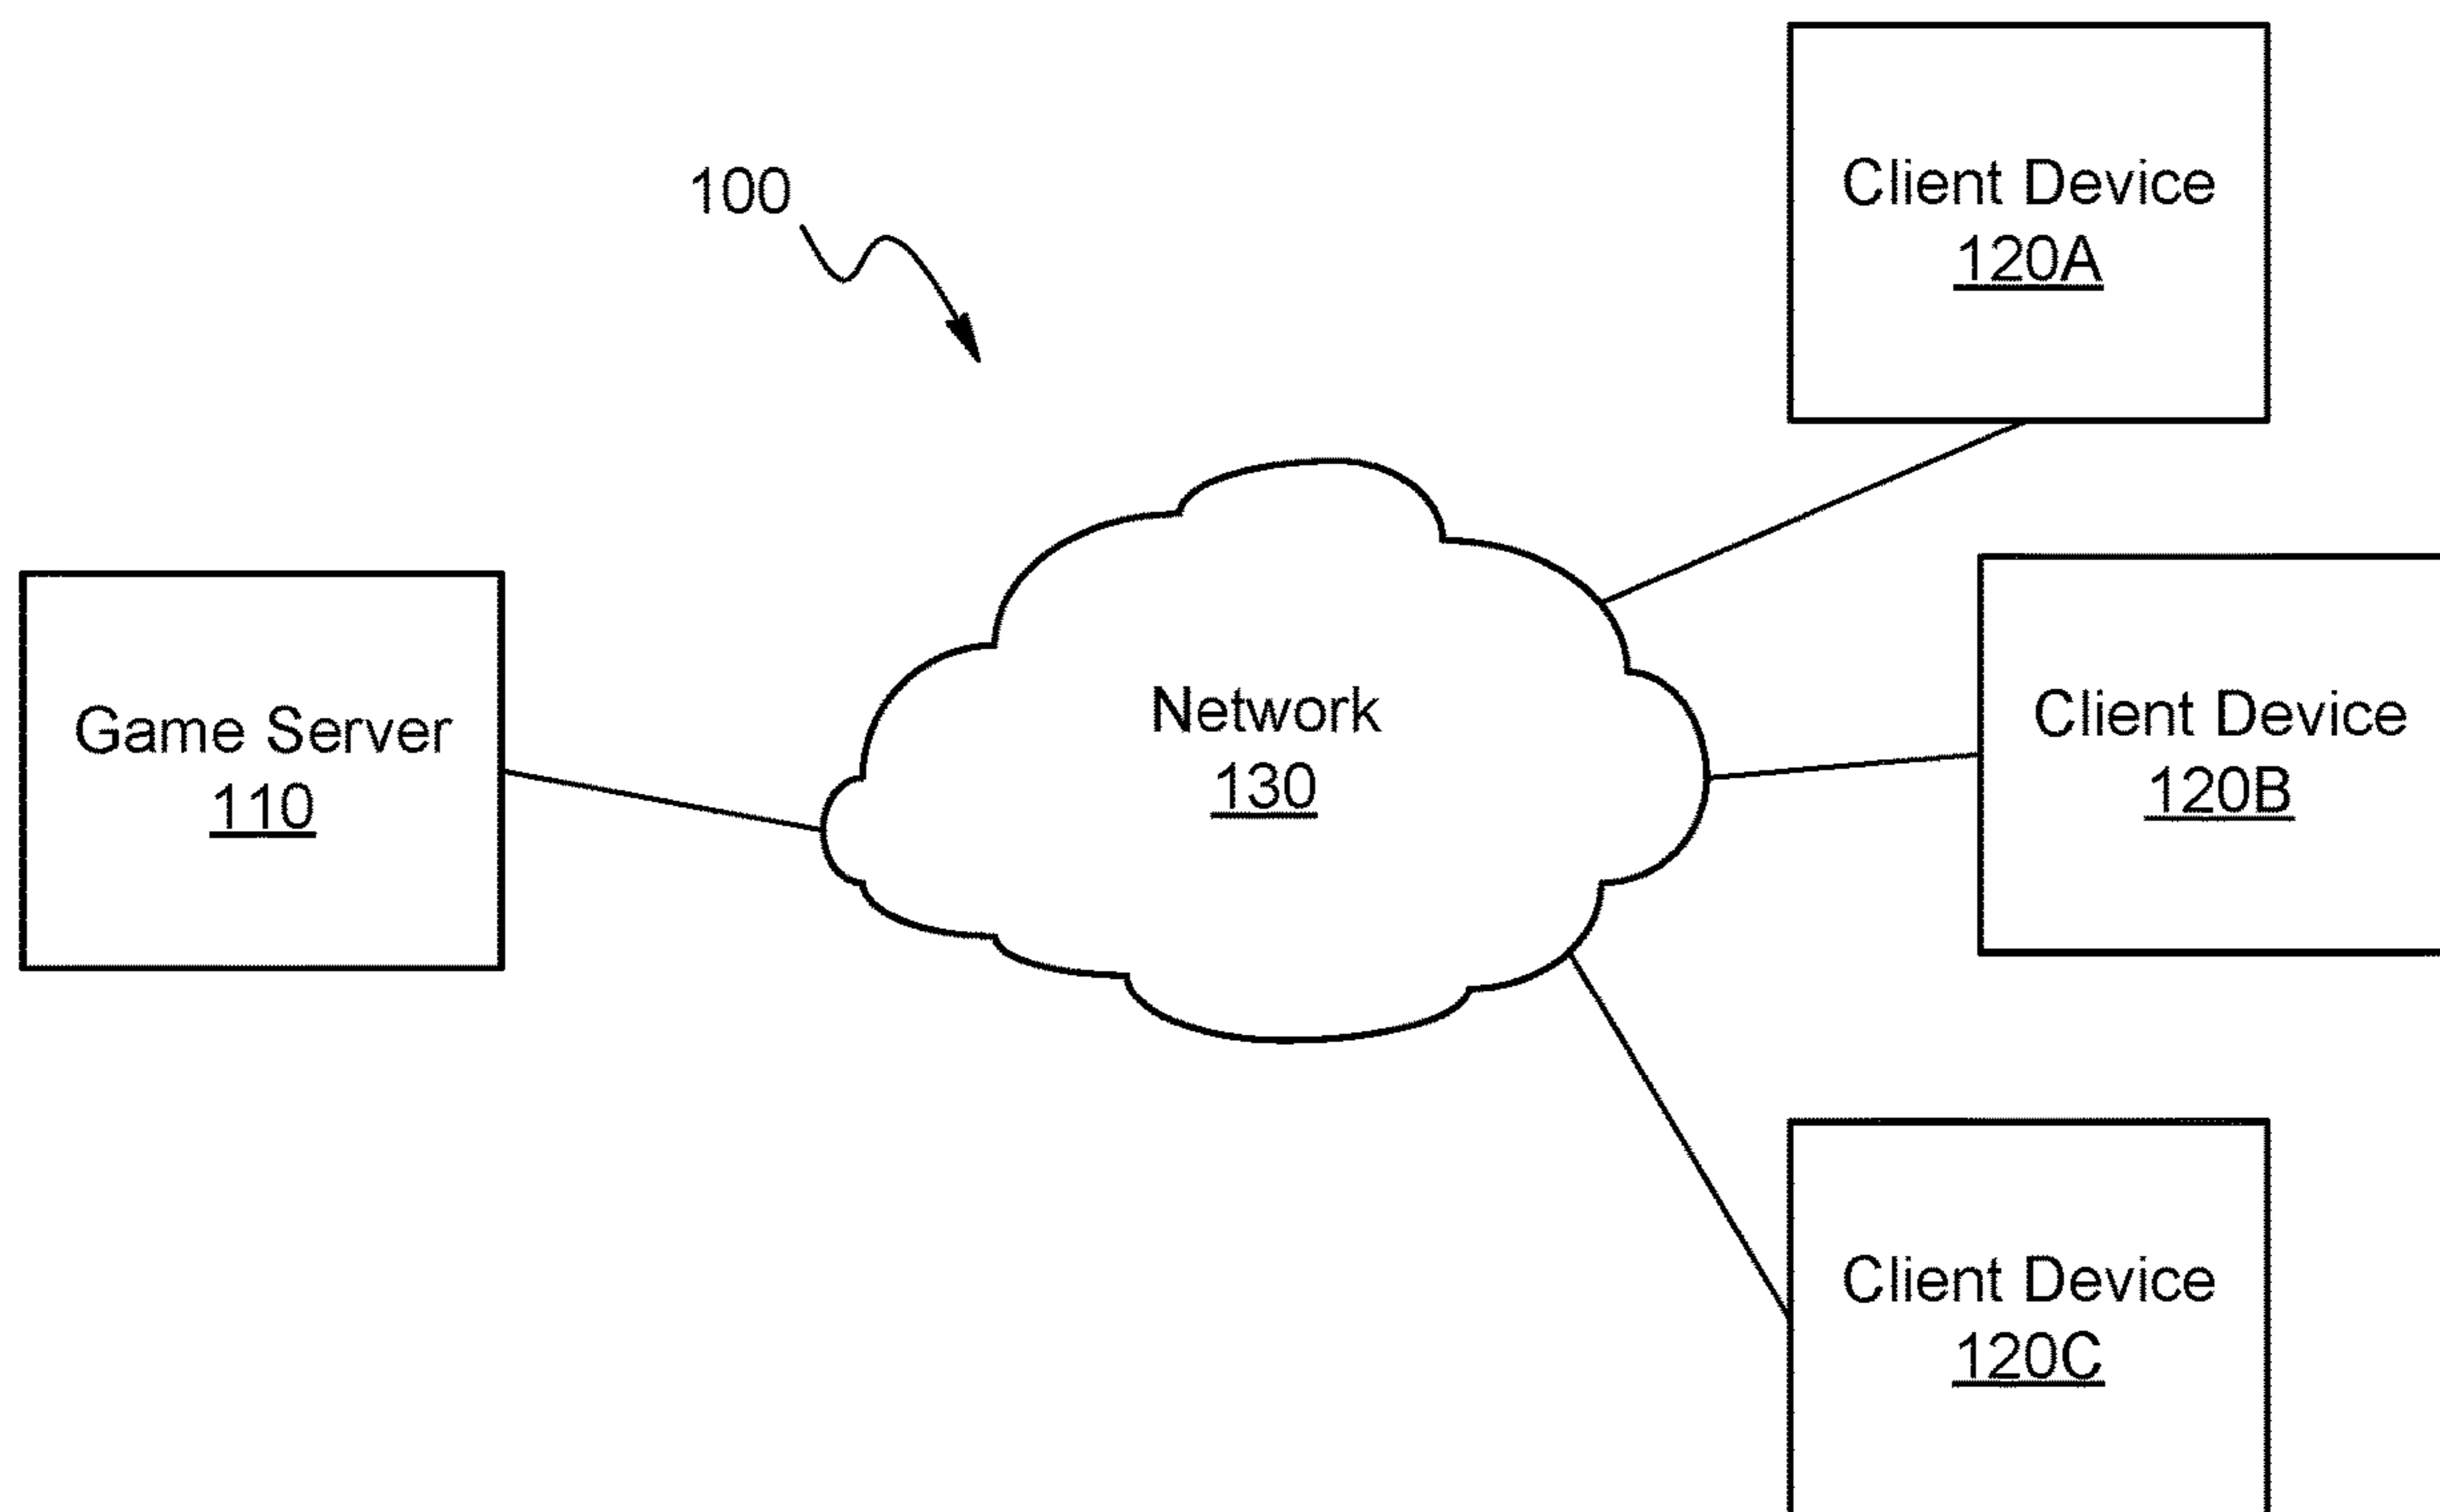 100
Client Device
120A
Game Server
110
Network
130
Client Device
120B
Client Device
120C